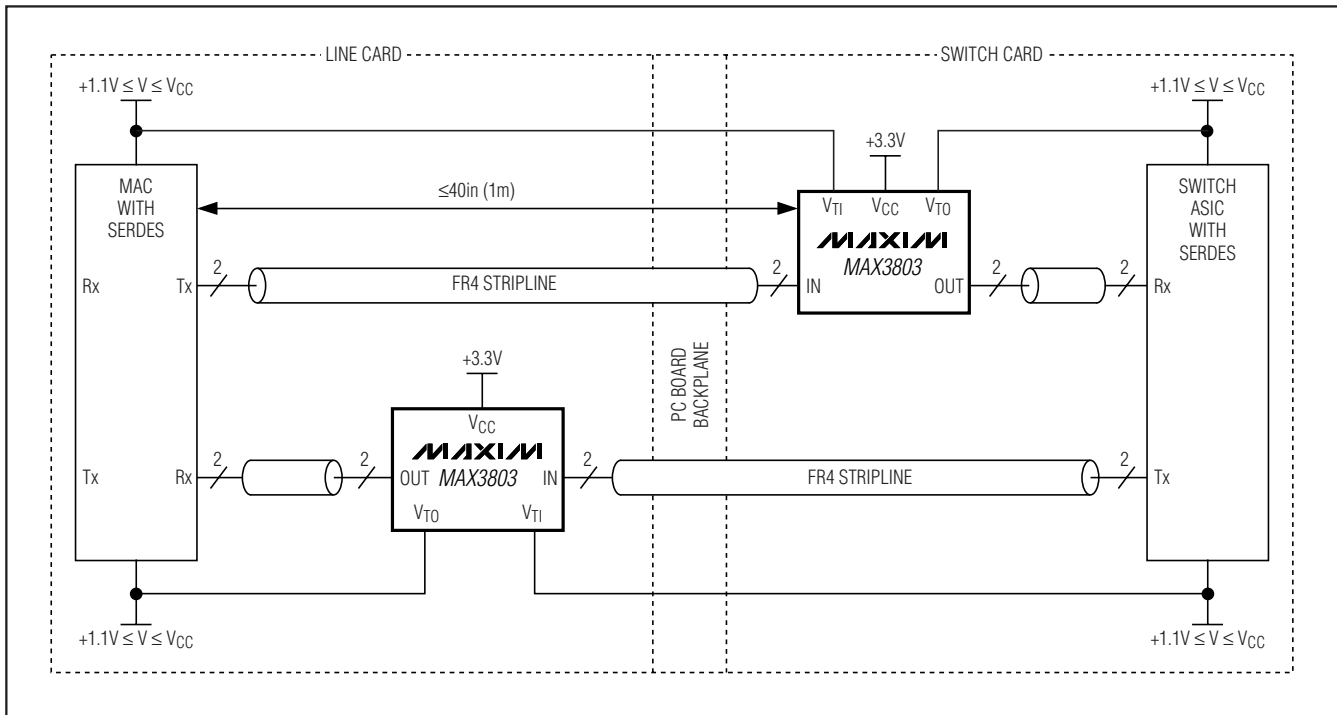 LINE CARD
SWITCH CARD
+1.1V ≤ V ≤ VCC
+1.1V ≤ V ≤ VCC
+3.3V
MAC
WITH
SERDES
≤40in (1m)
VTI VCC VTO
MAXIM
MAX3803
SWITCH
ASIC
WITH
SERDES
Rx Tx 2 FR4 STRIPLINE 2 IN OUT 2 2 Rx
+3.3V
PC BOARD
BACKPLANE
VCC
MAXIM
Tx Rx 2 2 OUT MAX3803 IN 2 FR4 STRIPLINE 2 Tx
VTO VTI
+1.1V ≤ V ≤ VCC
+1.1V ≤ V ≤ VCC